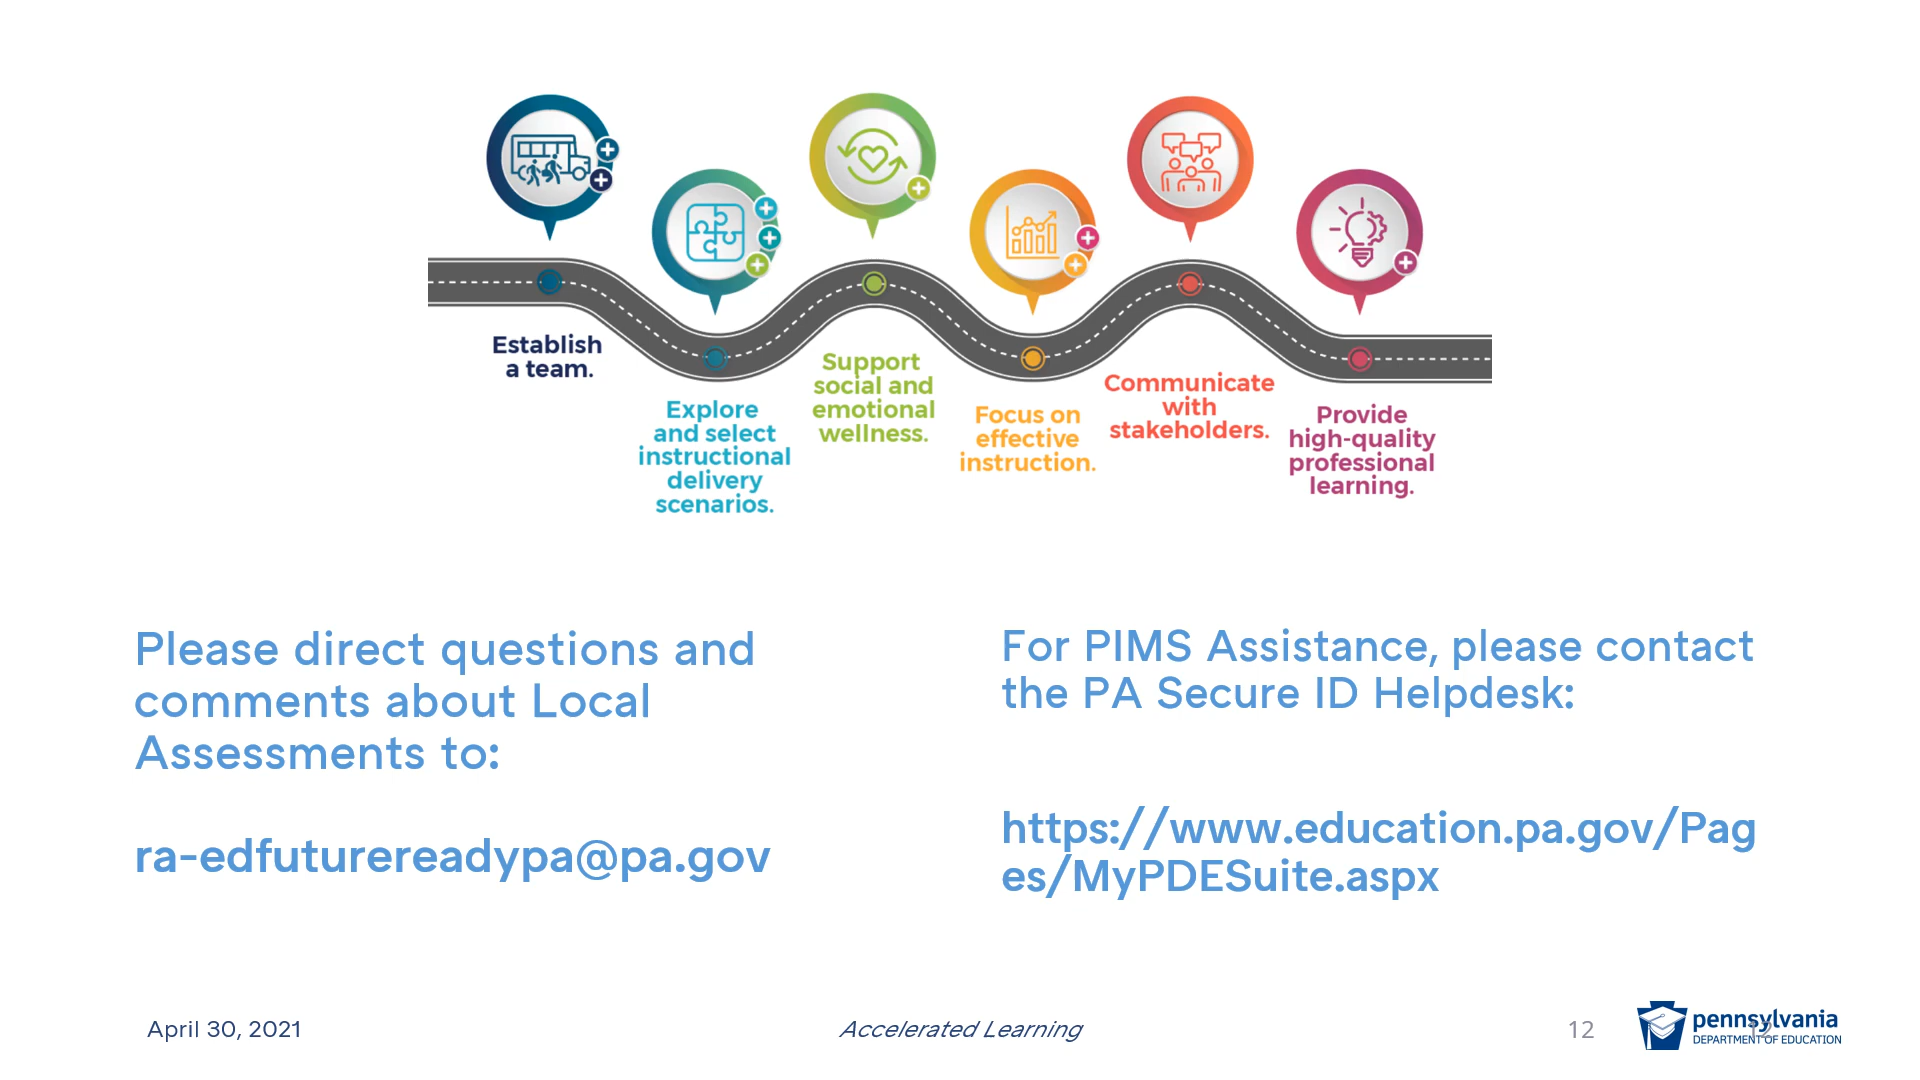 Establish
a team.
Explore
and select
instructional
delivery
scenarios.
Support
social and
emotional
wellness.
Focus on
effective
instruction.
Communicate
with
stakeholders.
Provide
high-quality
professional
learning.
Please direct questions and
comments about Local
Assessments to:
ra-edfuturereadypa@pa.gov
For PIMS Assistance, please contact
the PA Secure ID Helpdesk:
https://www.education.pa.gov/Pag
es/MyPDESuite.aspx
April 30, 2021
Accelerated Learning
12
pennsylvania
DEPARTMENT OF EDUCATION
12